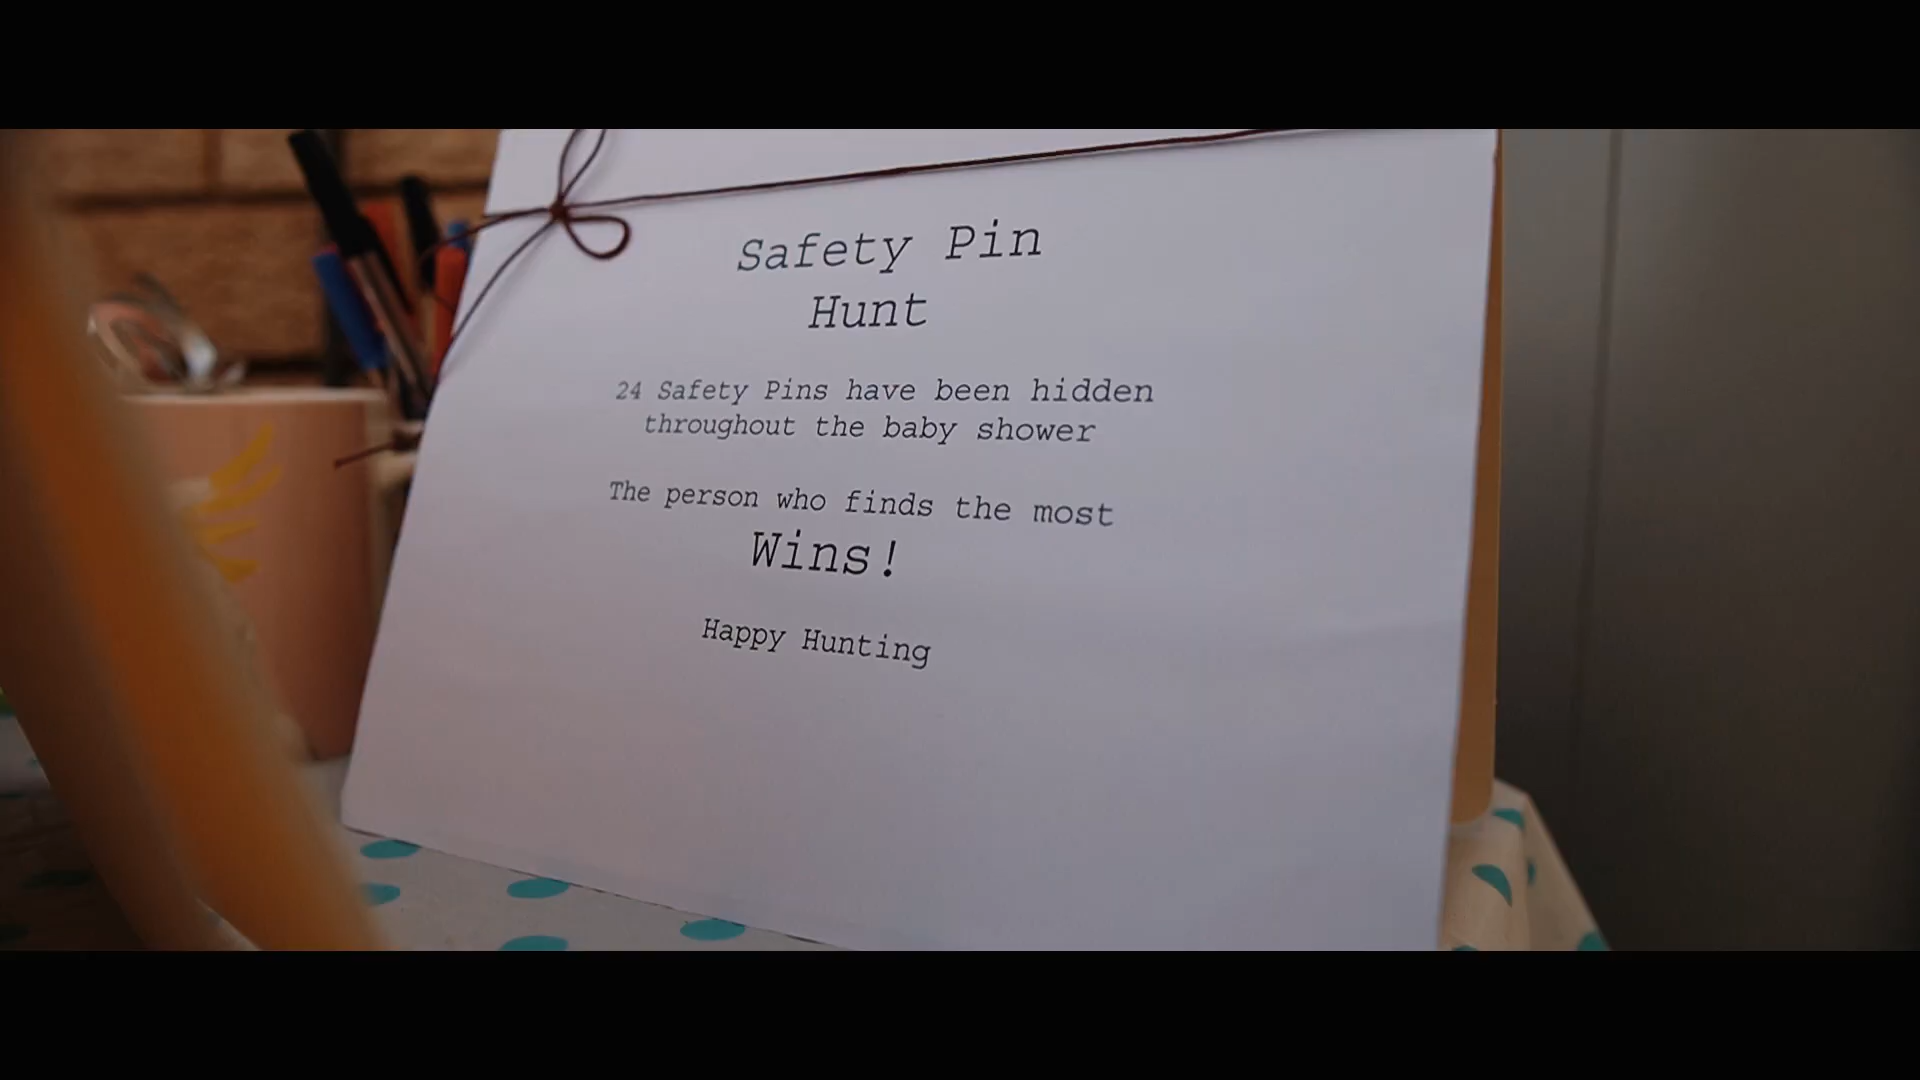 Safety Pin
Hunt
24 Safety Pins have been hidden
throughout the baby shower
The person who finds the most
Wins!
Happy Hunting